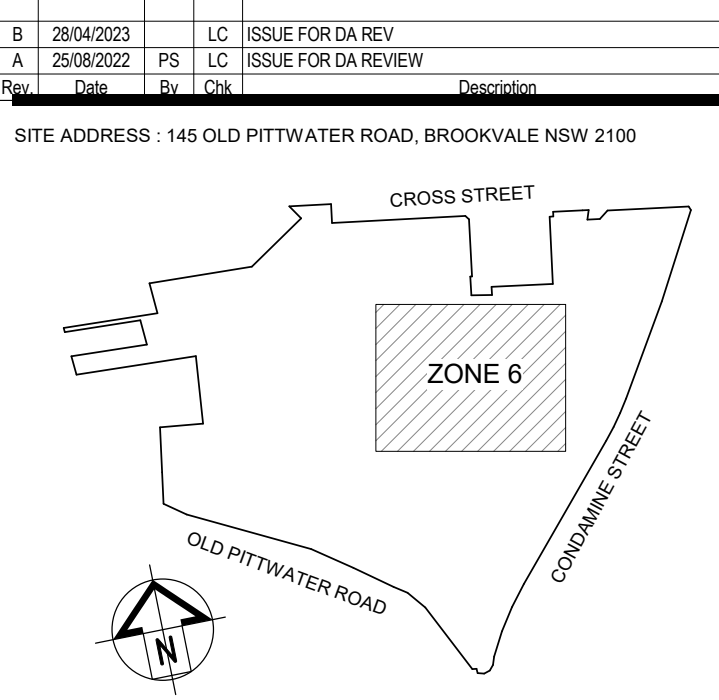 B 28/04/2023 LC ISSUE FOR DA REV
A 25/08/2022 PS LC ISSUE FOR DA REVIEW
Rev. Date By Chk Description
SITE ADDRESS : 145 OLD PITTWATER ROAD, BROOKVALE NSW 2100
CROSS STREET
ZONE 6
CONDAMINE STREET
OLD PITTWATER ROAD
N